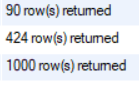 90 row(s) returned
424 row(s) returned
1000 row(s) returned